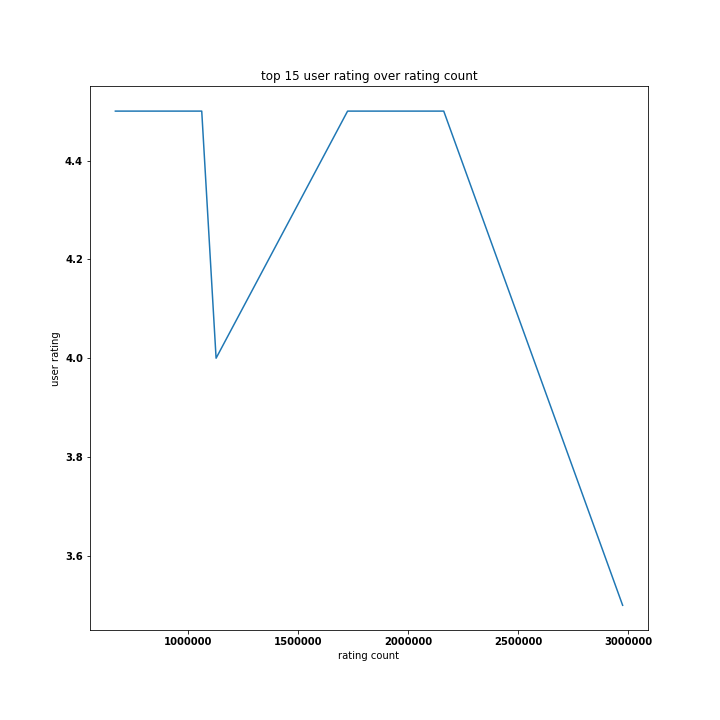 top 15 user rating over rating count
4.4
4.2
4.0
3.8
3.6
user rating
1000000 1500000 2000000 2500000 3000000
rating count